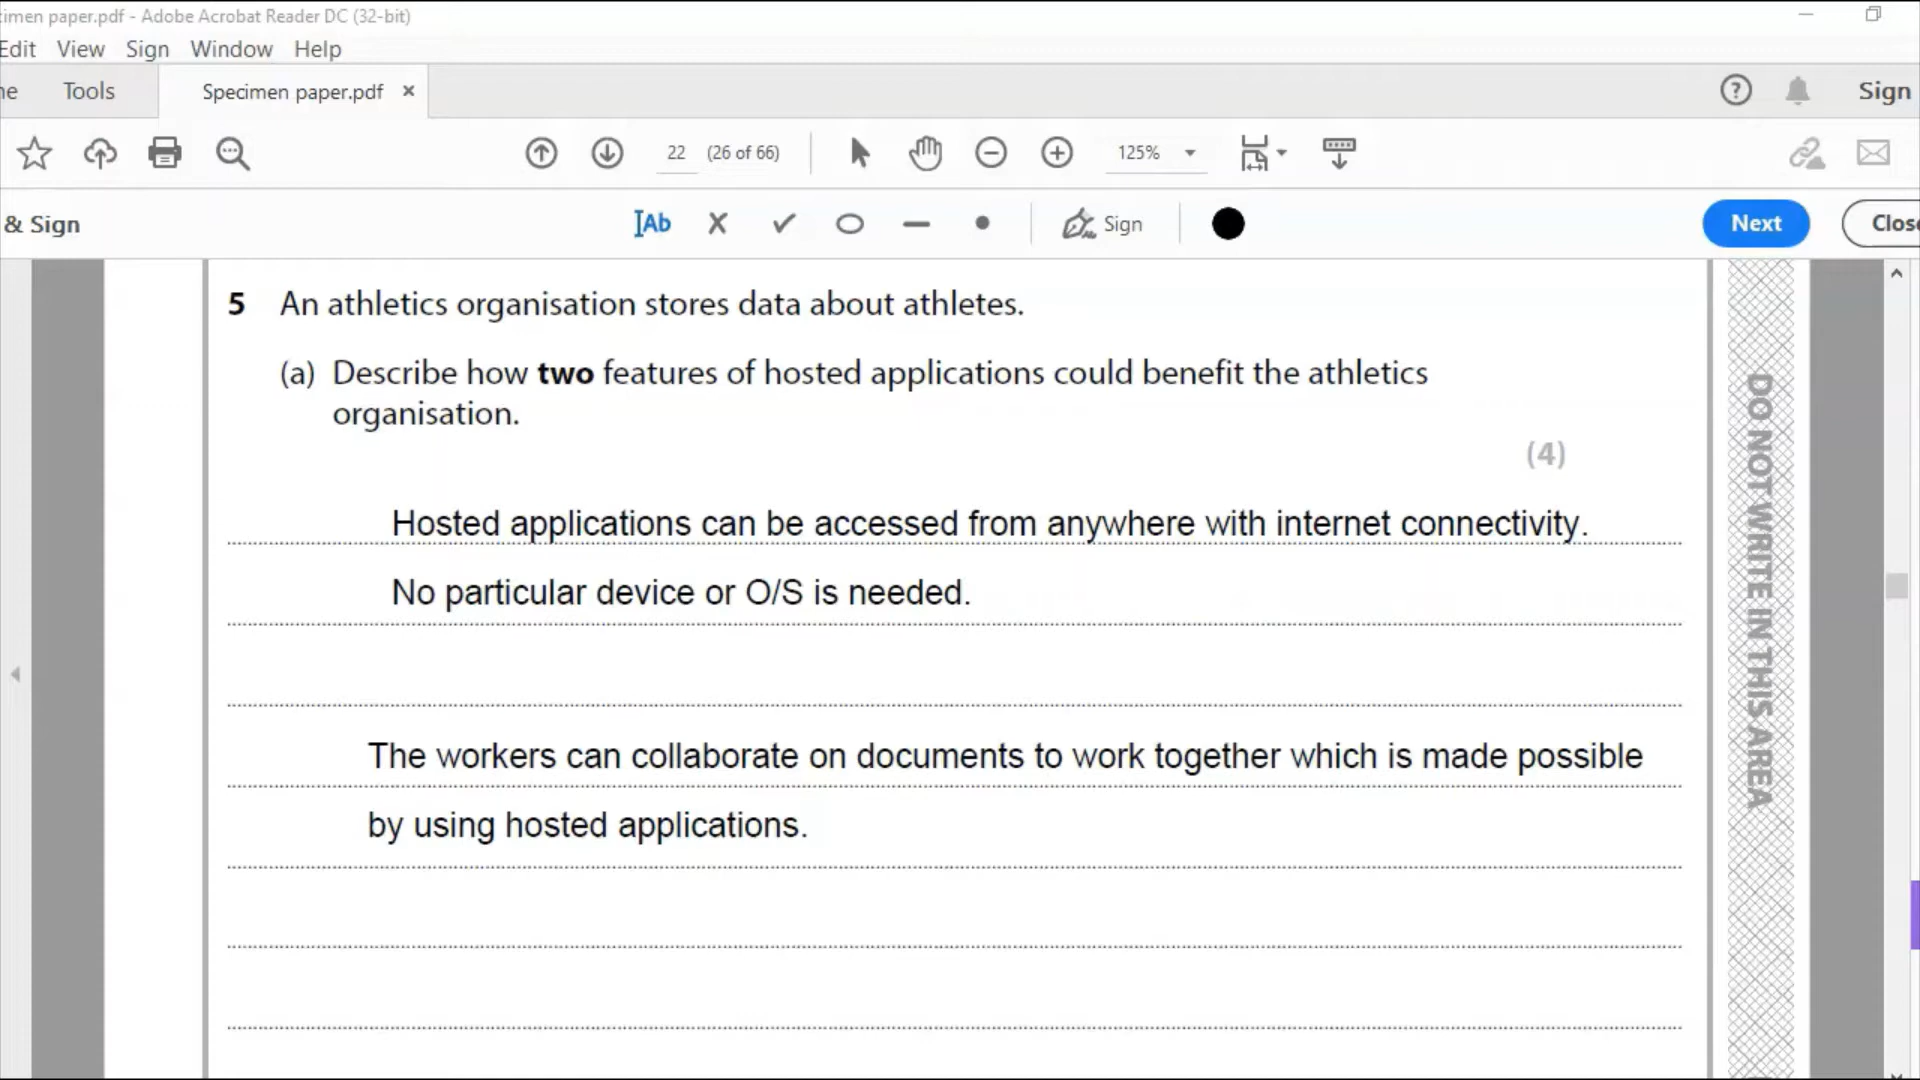 imen paper.pdf - Adobe Acrobat Reader DC (32-bit)
Edit View Sign Window Help
ne Tools Specimen paper.pdf × Sign
22 (26 of 66) 125%
& Sign Ab Sign Next Close
5 An athletics organisation stores data about athletes.
(a) Describe how two features of hosted applications could benefit the athletics
organisation.
(4)
Hosted applications can be accessed from anywhere with internet connectivity.
No particular device or O/S is needed.
The workers can collaborate on documents to work together which is made possible
by using hosted applications.
DO NOT WRITE IN THIS AREA